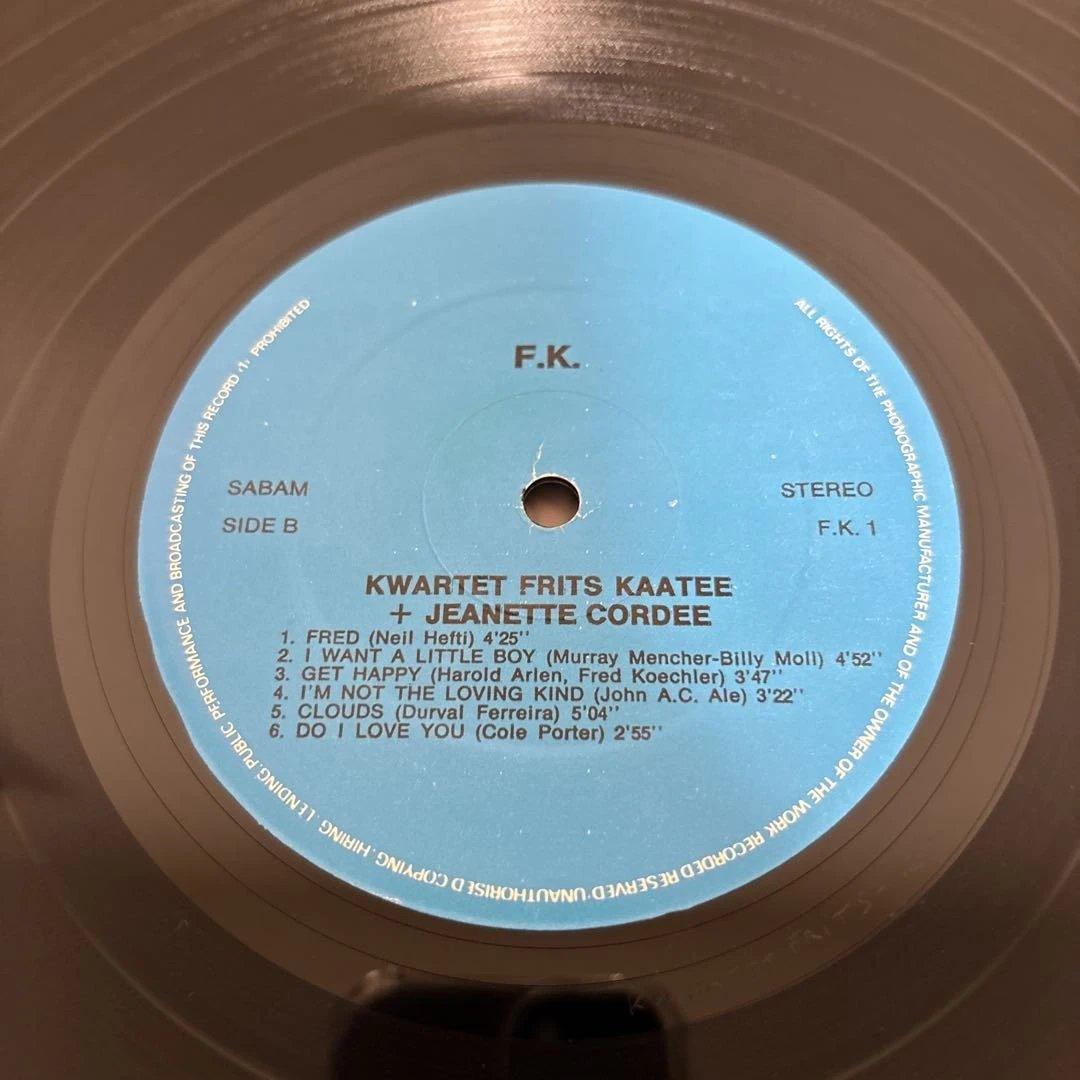 F.K.
SABAM
STEREO
SIDE B
F.K. 1
KWARTET FRITS KAATEE
+ JEANETTE CORDEE
1. FRED (Neil Hefti) 4'25''
2. I WANT A LITTLE BOY (Murray Mencher-Billy Moll) 4'52''
3. GET HAPPY (Harold Arlen, Fred Koechler) 3'47''
4. I'M NOT THE LOVING KIND (John A.C. Ale) 3'22''
5. CLOUDS (Durval Ferreira) 5'04''
6. DO I LOVE YOU (Cole Porter) 2'55''
ALL RIGHTS OF THE PHONOGRAPHIC MANUFACTURER AND OF THE OWNER OF THE WORK RECORDED RESERVED'UNAUTHORISED COPYING. HIRING. LENDING.PUBLIC PERFORMANCE AND BROADCASTING OF THIS RECORD ‹1› PROHIBITED
FRITS